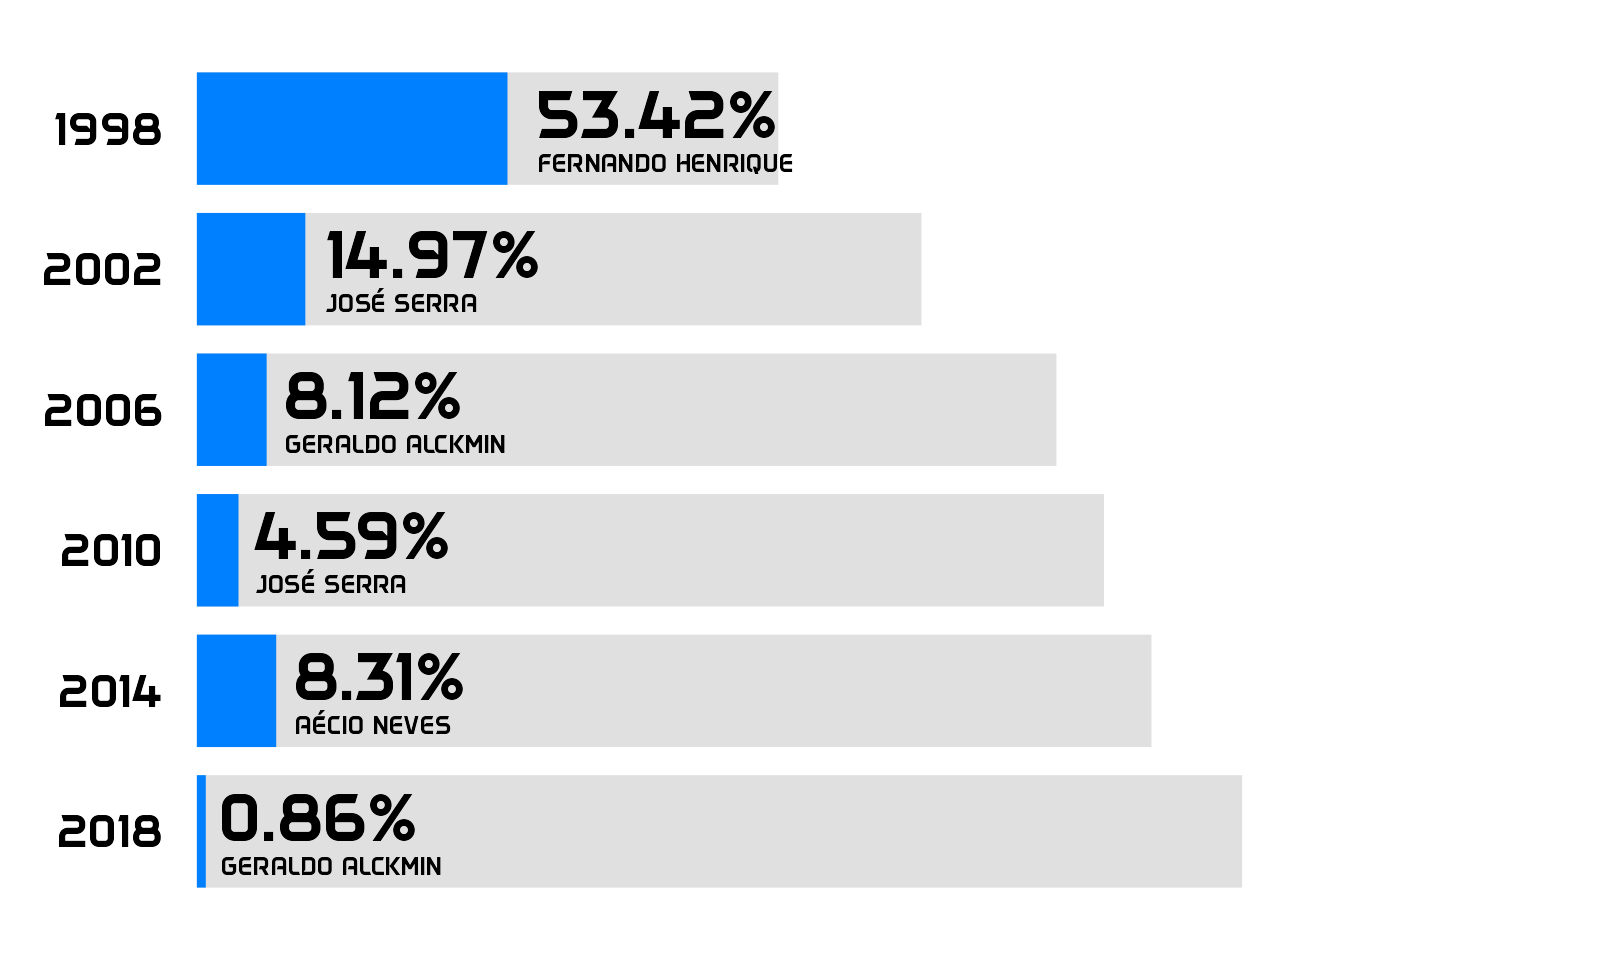 1998
53.42%
FERNANDO HENRIQUE
2002
14.97%
JOSÉ SERRA
2006
8.12%
GERALDO ALCKMIN
2010
4.59%
JOSÉ SERRA
2014
8.31%
AÉCIO NEVES
2018
0.86%
GERALDO ALCKMIN